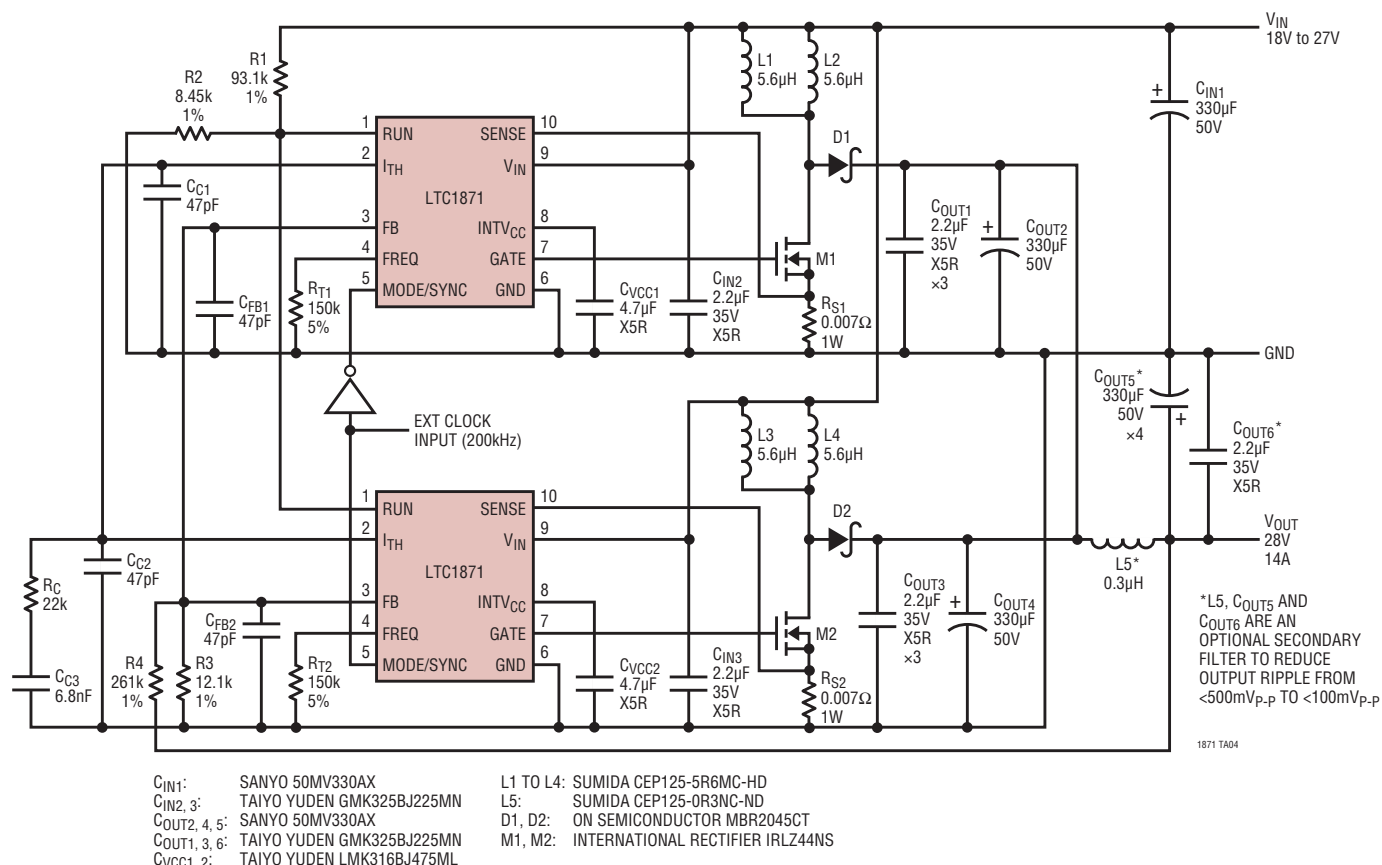 VIN
18V to 27V
R1
93.1k
1%
R2
8.45k
1%
L1
5.6µH
L2
5.6µH
CIN1
330µF
50V
+
1
RUN
SENSE
10
2
ITH
VIN
9
LTC1871
3
FB
INTVCC
8
4
FREQ
GATE
7
5
MODE/SYNC
GND
6
CC1
47pF
CFB1
47pF
RT1
150k
5%
D1
M1
CVCC1
4.7µF
X5R
CIN2
2.2µF
35V
X5R
RS1
0.007Ω
1W
COUT1
2.2µF
35V
X5R
×3
+
COUT2
330µF
50V
GND
EXT CLOCK
INPUT (200kHz)
L3
5.6µH
L4
5.6µH
COUT5*
330µF
50V
×4
+
COUT6*
2.2µF
35V
X5R
1
RUN
SENSE
10
2
ITH
VIN
9
LTC1871
3
FB
INTVCC
8
4
FREQ
GATE
7
5
MODE/SYNC
GND
6
RC
22k
CC2
47pF
CFB2
47pF
CC3
6.8nF
R4
261k
1%
R3
12.1k
1%
RT2
150k
5%
D2
M2
CVCC2
4.7µF
X5R
CIN3
2.2µF
35V
X5R
RS2
0.007Ω
1W
COUT3
2.2µF
35V
X5R
×3
+
COUT4
330µF
50V
L5*
0.3µH
VOUT
28V
14A
*L5, COUT5 AND
COUT6 ARE AN
OPTIONAL SECONDARY
FILTER TO REDUCE
OUTPUT RIPPLE FROM
<500mVP-P TO <100mVP-P
1871 TA04
CIN1: SANYO 50MV330AX
CIN2, 3: TAIYO YUDEN GMK325BJ225MN
COUT2, 4, 5: SANYO 50MV330AX
COUT1, 3, 6: TAIYO YUDEN GMK325BJ225MN
CVCC1, 2: TAIYO YUDEN LMK316BJ475ML
L1 TO L4: SUMIDA CEP125-5R6MC-HD
L5: SUMIDA CEP125-0R3NC-ND
D1, D2: ON SEMICONDUCTOR MBR2045CT
M1, M2: INTERNATIONAL RECTIFIER IRLZ44NS